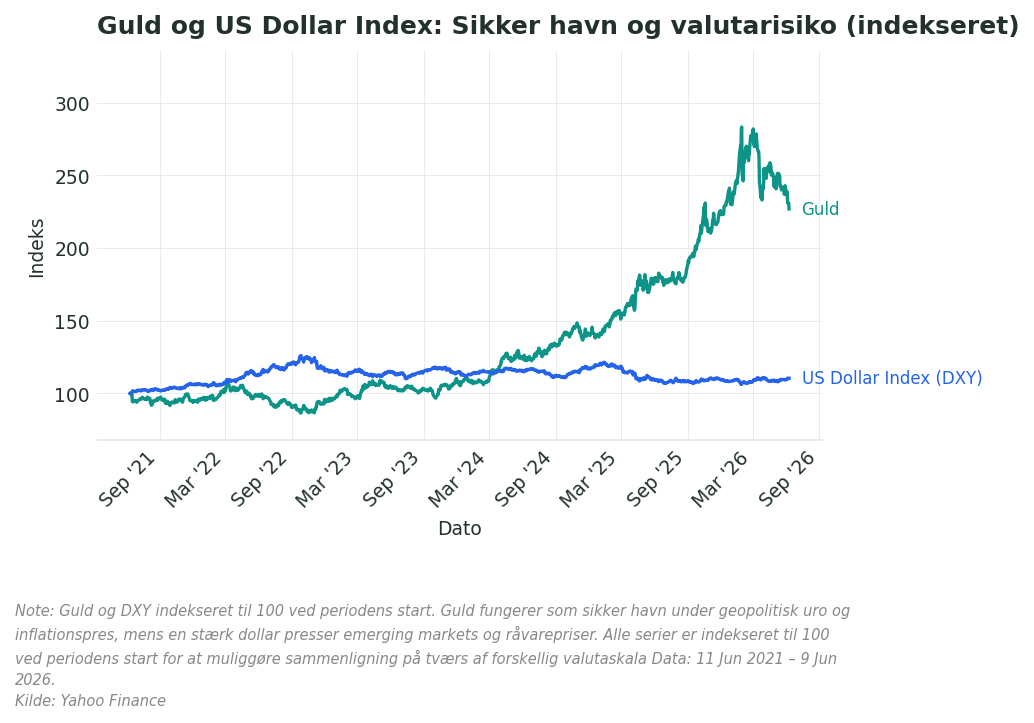 Guld og US Dollar Index: Sikker havn og valutarisiko (indekseret)
300
250
200
150
100
Indeks
Guld
US Dollar Index (DXY)
Sep '21
Mar '22
Sep '22
Mar '23
Sep '23
Mar '24
Sep '24
Mar '25
Sep '25
Mar '26
Sep '26
Dato
Note: Guld og DXY indekseret til 100 ved periodens start. Guld fungerer som sikker havn under geopolitisk uro og
inflationspres, mens en stærk dollar presser emerging markets og råvarepriser. Alle serier er indekseret til 100
ved periodens start for at muliggøre sammenligning på tværs af forskellig valutaskala Data: 11 Jun 2021 – 9 Jun
2026.
Kilde: Yahoo Finance